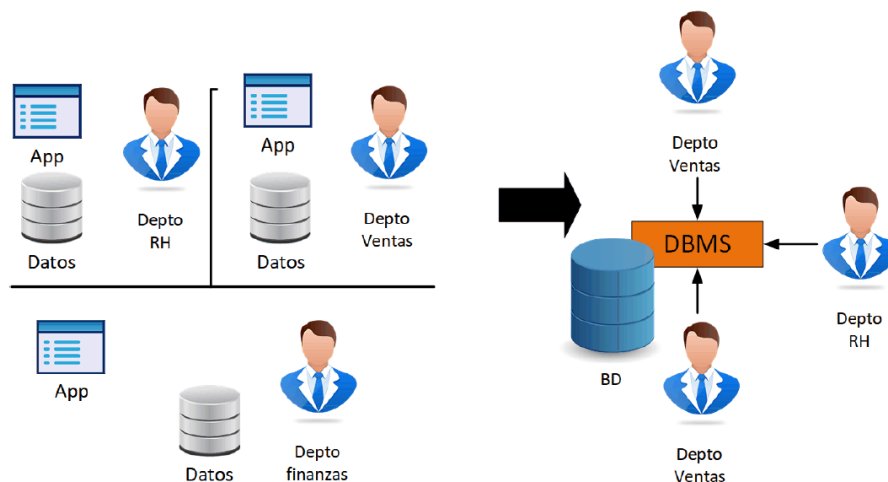 App
Datos
Depto
RH
App
Datos
Depto
Ventas
App
Datos
Depto
finanzas
Depto
Ventas
DBMS
BD
Depto
RH
Depto
Ventas